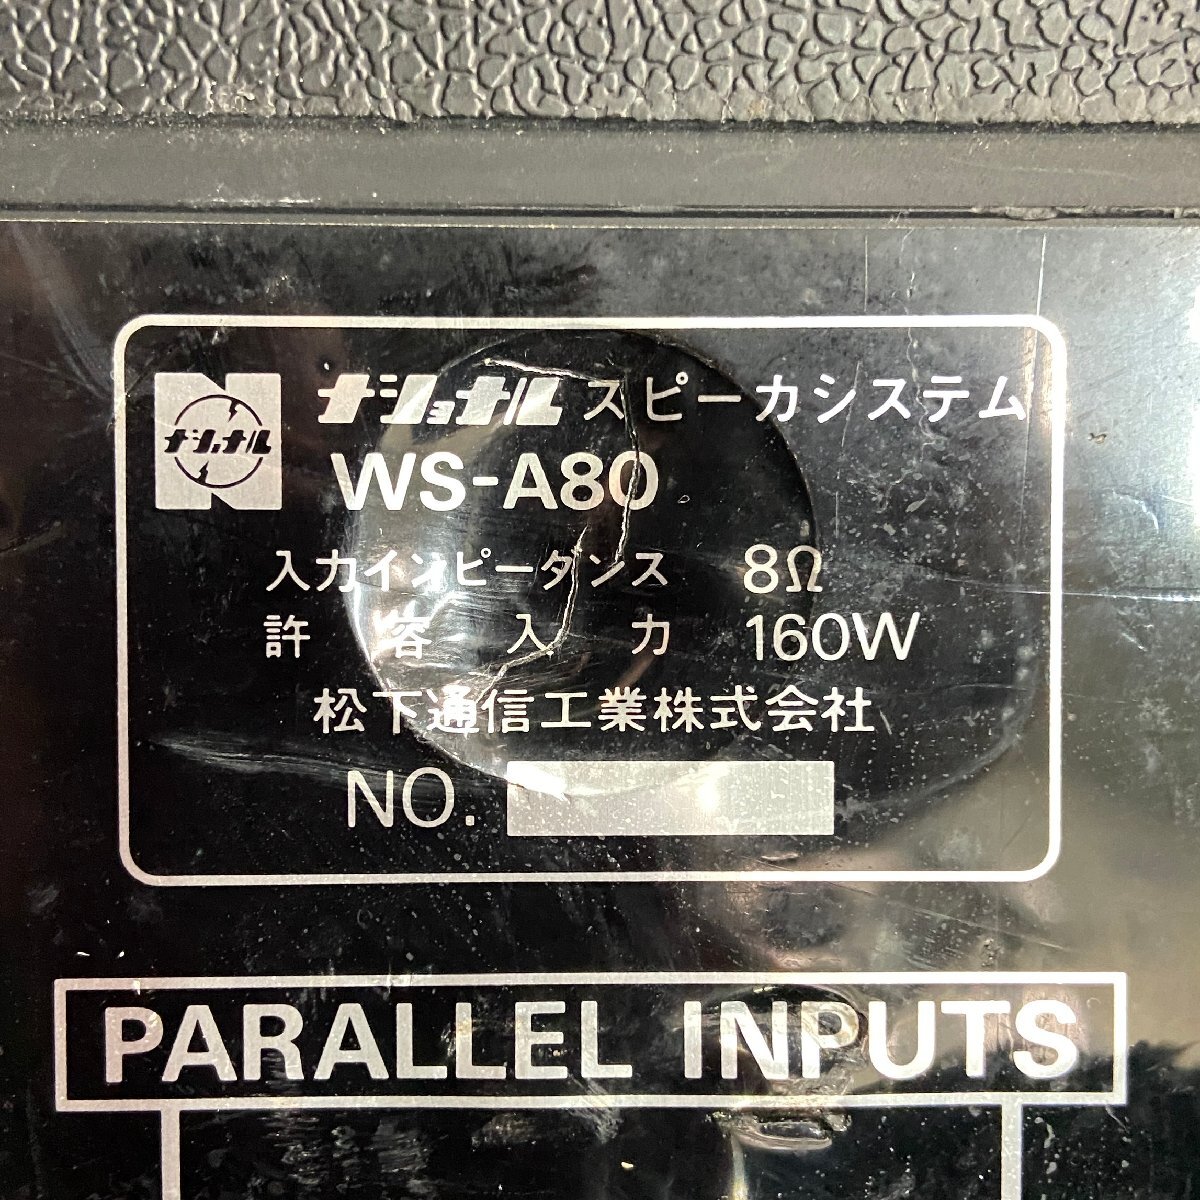 ナショナル
ナショナル スピーカシステム
WS-A80
入力インピーダンス 8Ω
許容入力 160W
松下通信工業株式会社
NO.
PARALLEL INPUTS